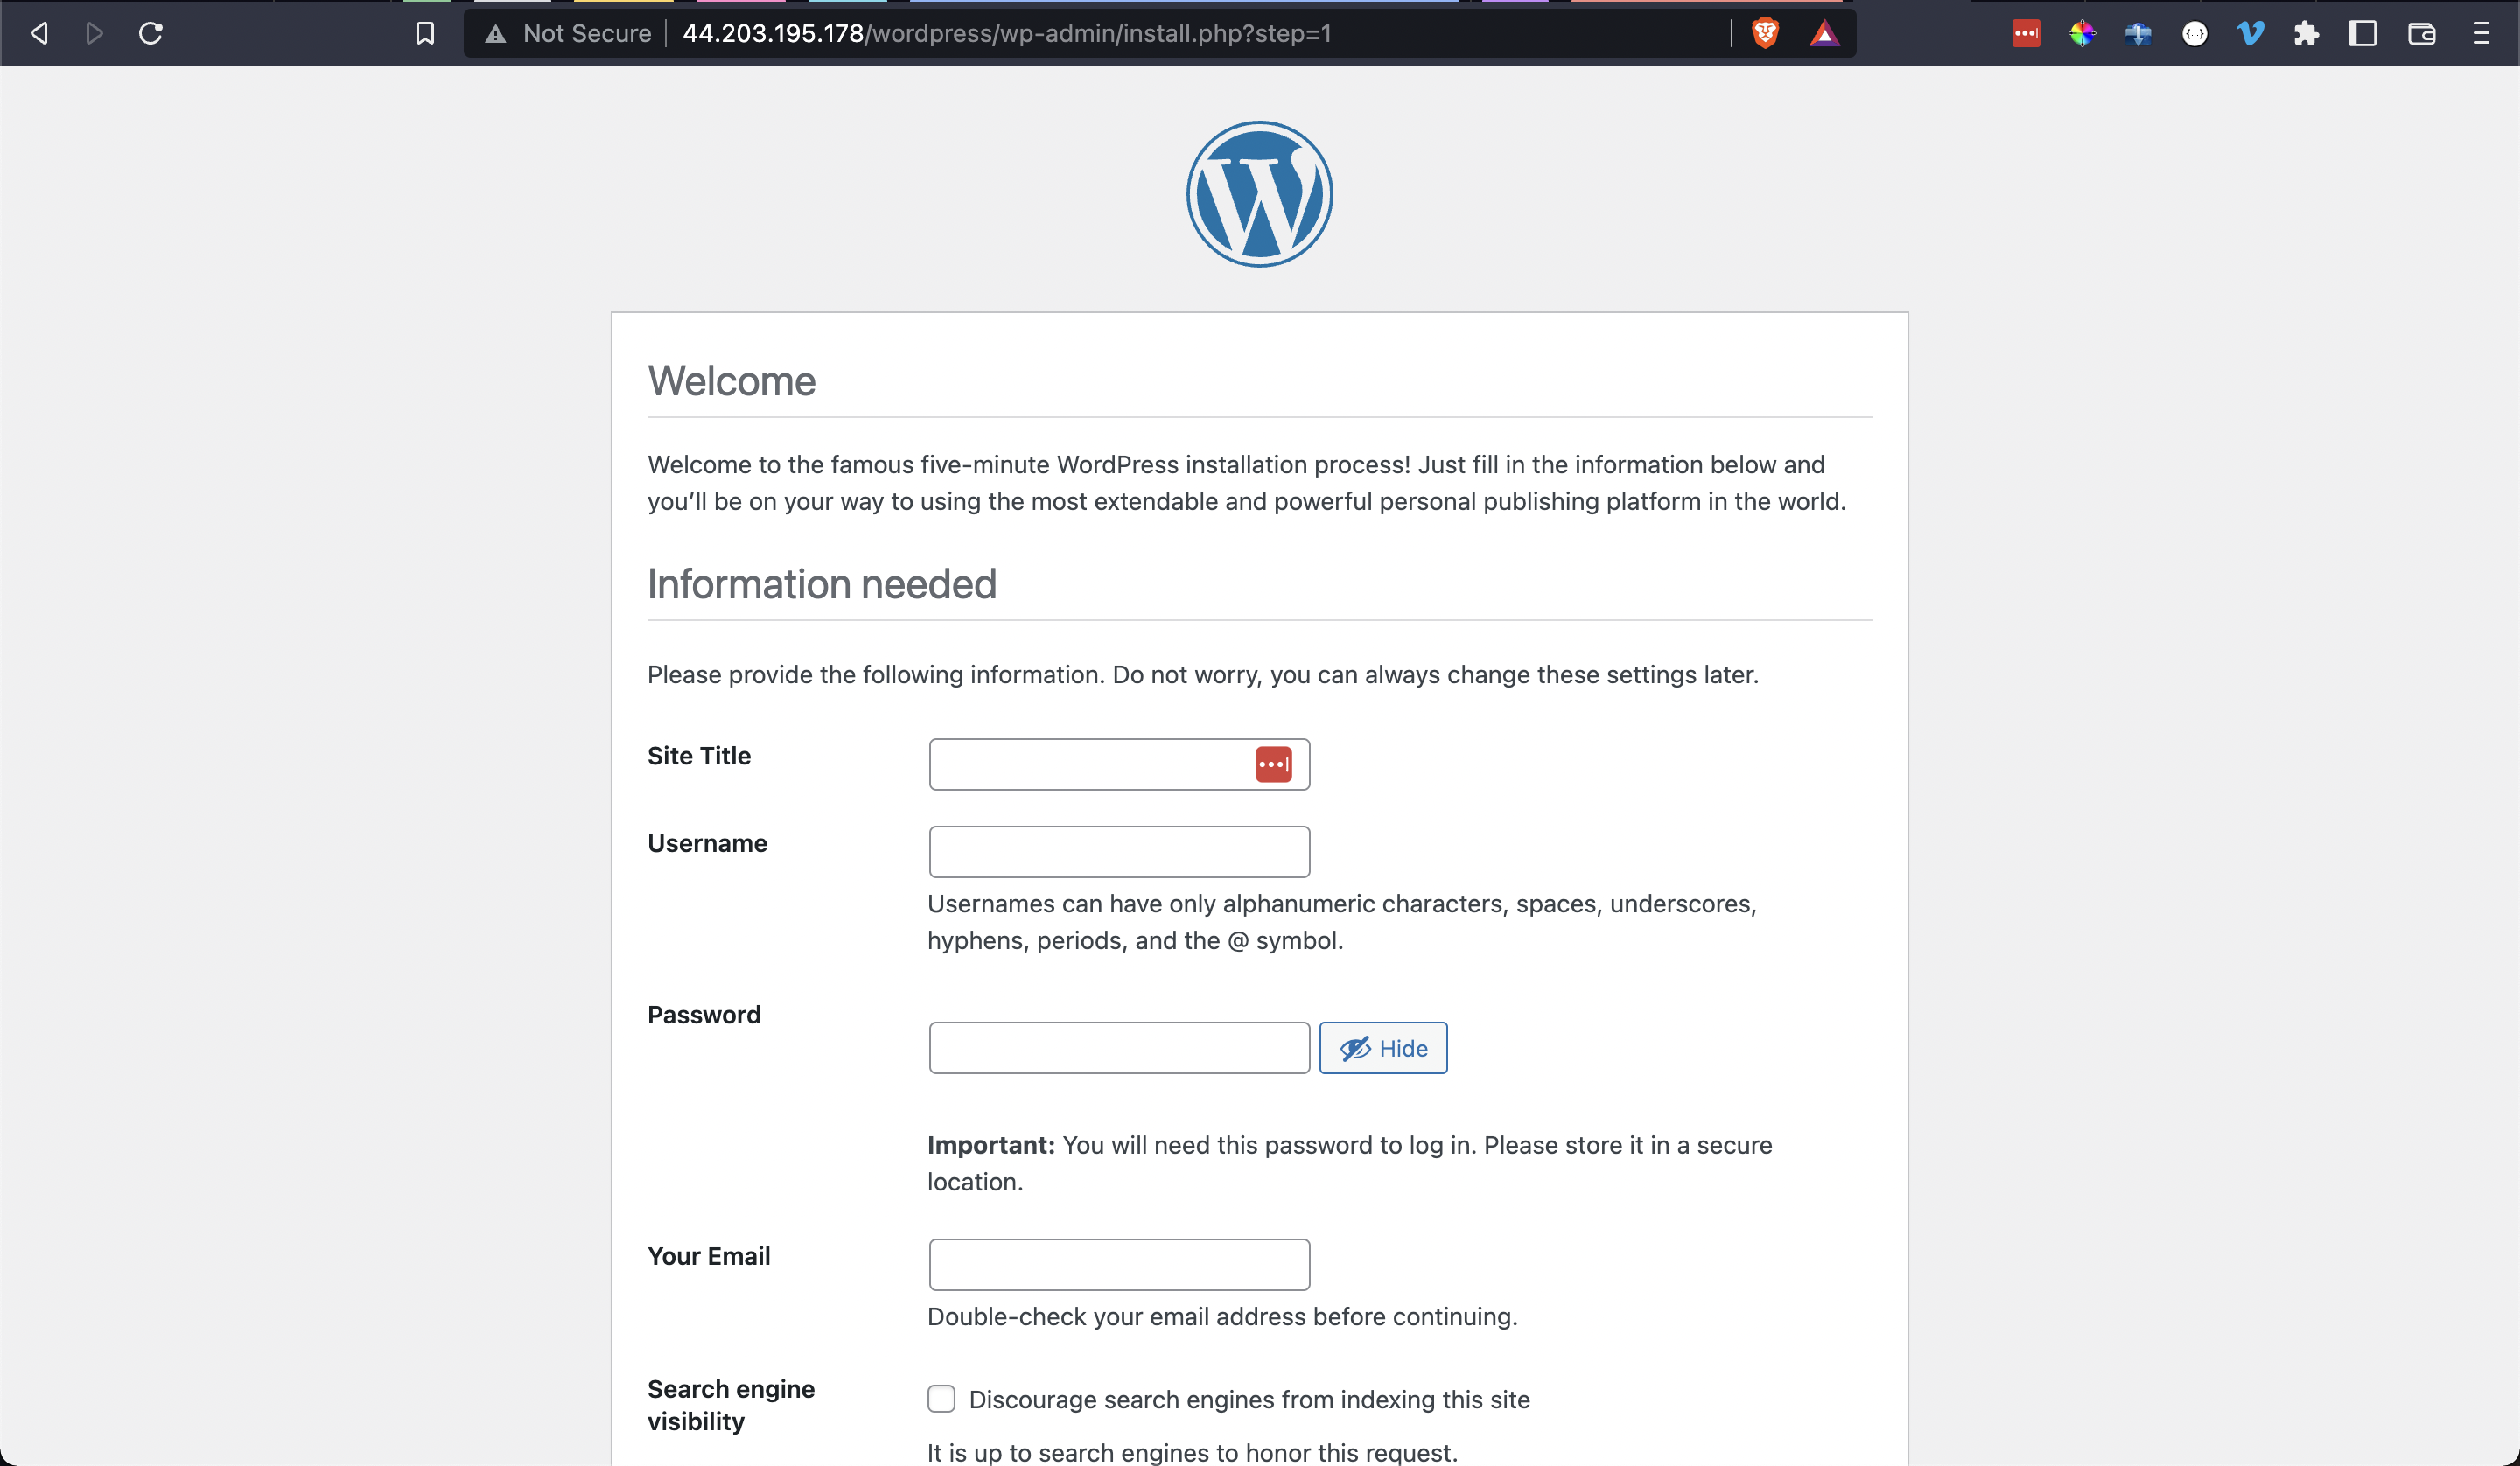 Not Secure 44.203.195.178/wordpress/wp-admin/install.php?step=1
W
Welcome
Welcome to the famous five-minute WordPress installation process! Just fill in the information below and
you’ll be on your way to using the most extendable and powerful personal publishing platform in the world.
Information needed
Please provide the following information. Do not worry, you can always change these settings later.
Site Title
Username
Usernames can have only alphanumeric characters, spaces, underscores,
hyphens, periods, and the @ symbol.
Password
Hide
Important: You will need this password to log in. Please store it in a secure
location.
Your Email
Double-check your email address before continuing.
Search engine
visibility
Discourage search engines from indexing this site
It is up to search engines to honor this request.